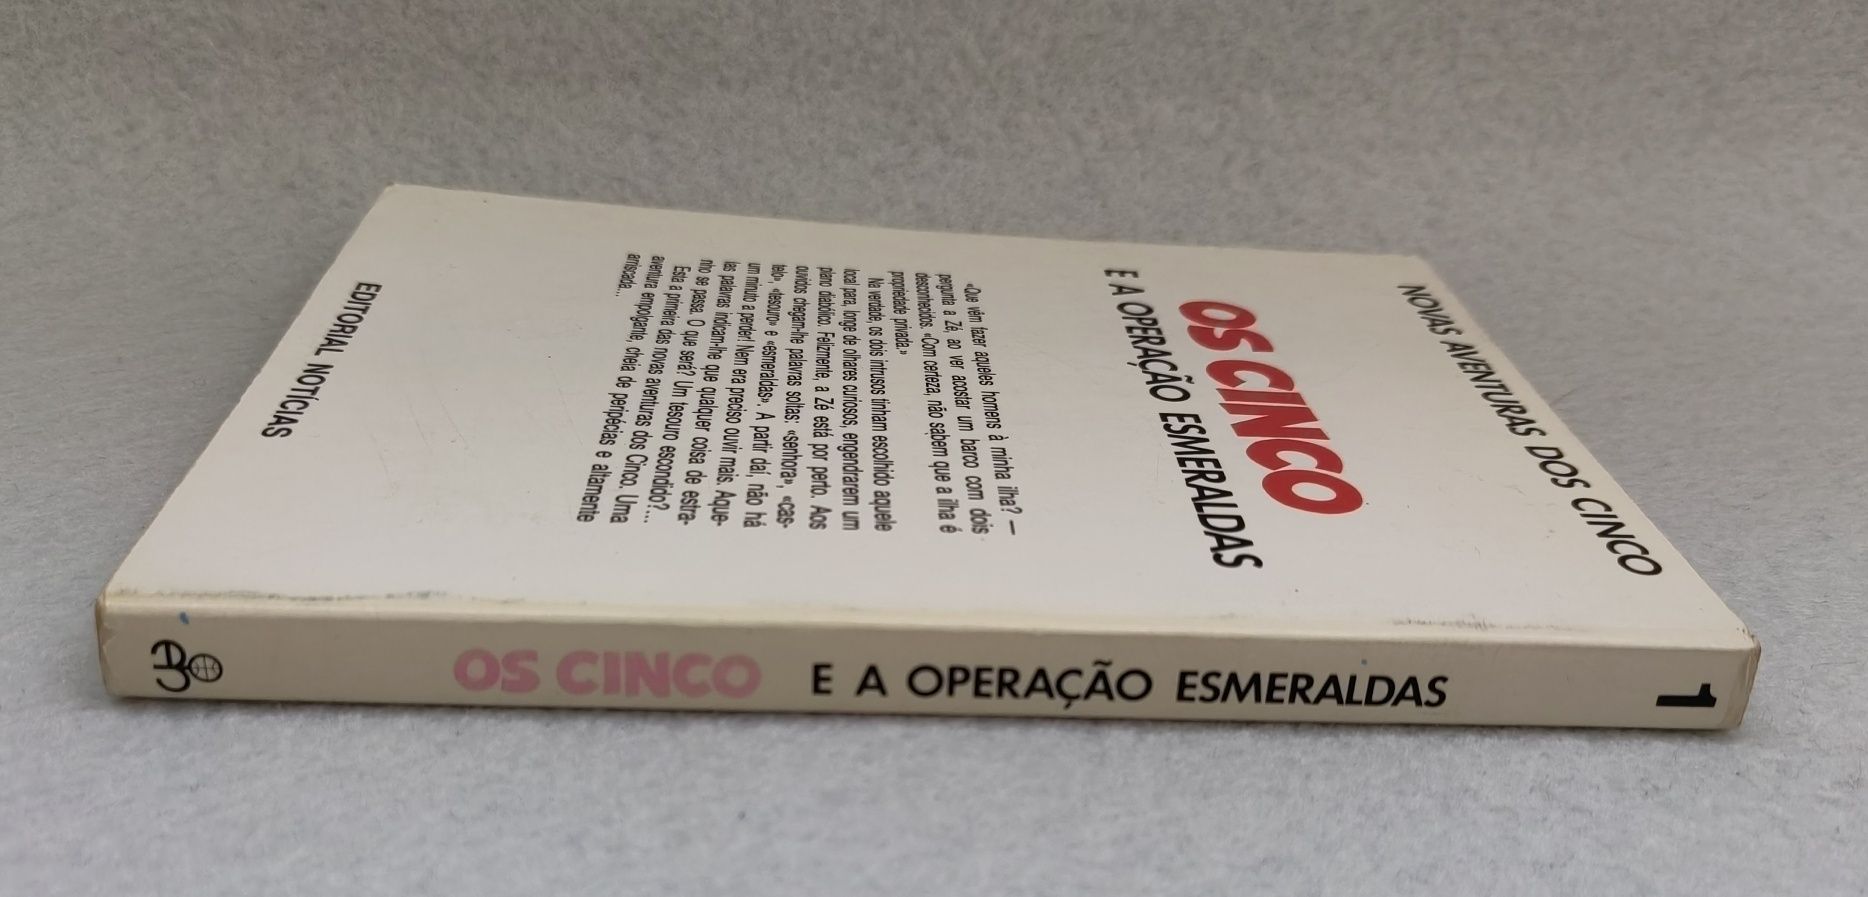 NOVAS AVENTURAS DOS CINCO
OS CINCO
E A OPERAÇÃO ESMERALDAS
«Que vêm fazer aqueles homens à minha ilha? —
pergunta a Zé, ao ver acostar um barco com dois
desconhecidos. «Com certeza, não sabem que a ilha é
propriedade privada.»
Na verdade, os dois intrusos tinham escolhido aquele
local para, longe de olhares curiosos, engendrarem um
plano diabólico. Felizmente, a Zé está por perto. Aos
ouvidos chegam-lhe palavras soltas: «senhora», «cas-
telo», «tesouro» e «esmeraldas». A partir daí, não há
um minuto a perder! Nem era preciso ouvir mais. Aque-
las palavras indicam-lhe que qualquer coisa de estra-
nho se passa. O que será? Um tesouro escondido?...
Esta a primeira das novas aventuras dos Cinco. Uma
aventura empolgante, cheia de peripécias e altamente
arriscada...
EDITORIAL NOTÍCIAS
OS CINCO E A OPERAÇÃO ESMERALDAS
1